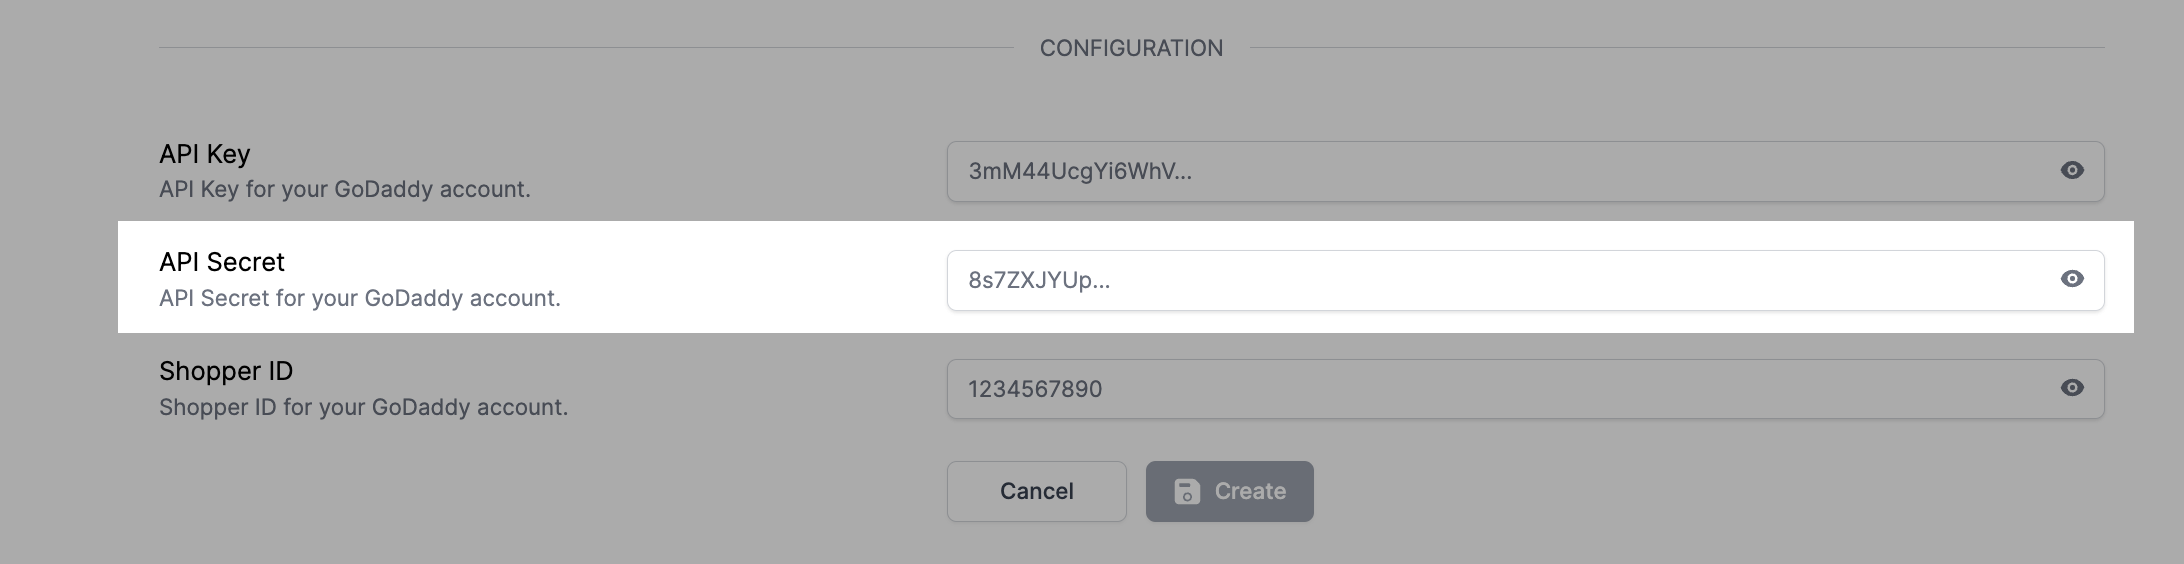 CONFIGURATION
API Key
3mM44UcgYi6WhV...
API Key for your GoDaddy account.
API Secret
8s7ZXJYUp...
API Secret for your GoDaddy account.
Shopper ID
1234567890
Shopper ID for your GoDaddy account.
Cancel
Create